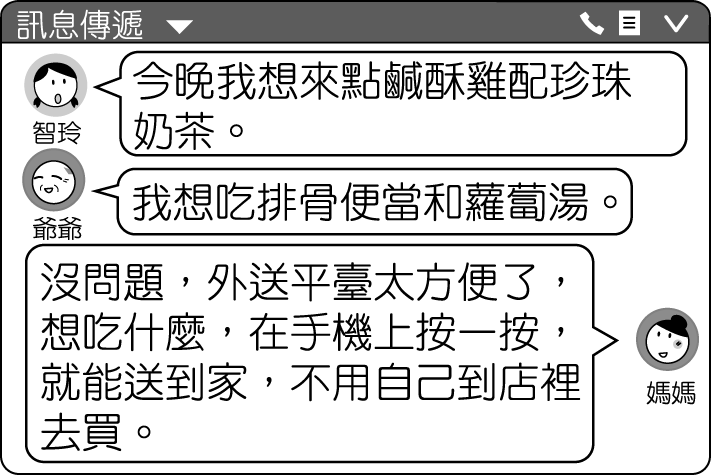 訊息傳遞
今晚我想來點鹹酥雞配珍珠
奶茶。
智玲
我想吃排骨便當和蘿蔔湯。
爺爺
沒問題，外送平臺太方便了，
想吃什麼，在手機上按一按，
就能送到家，不用自己到店裡
去買。
媽媽